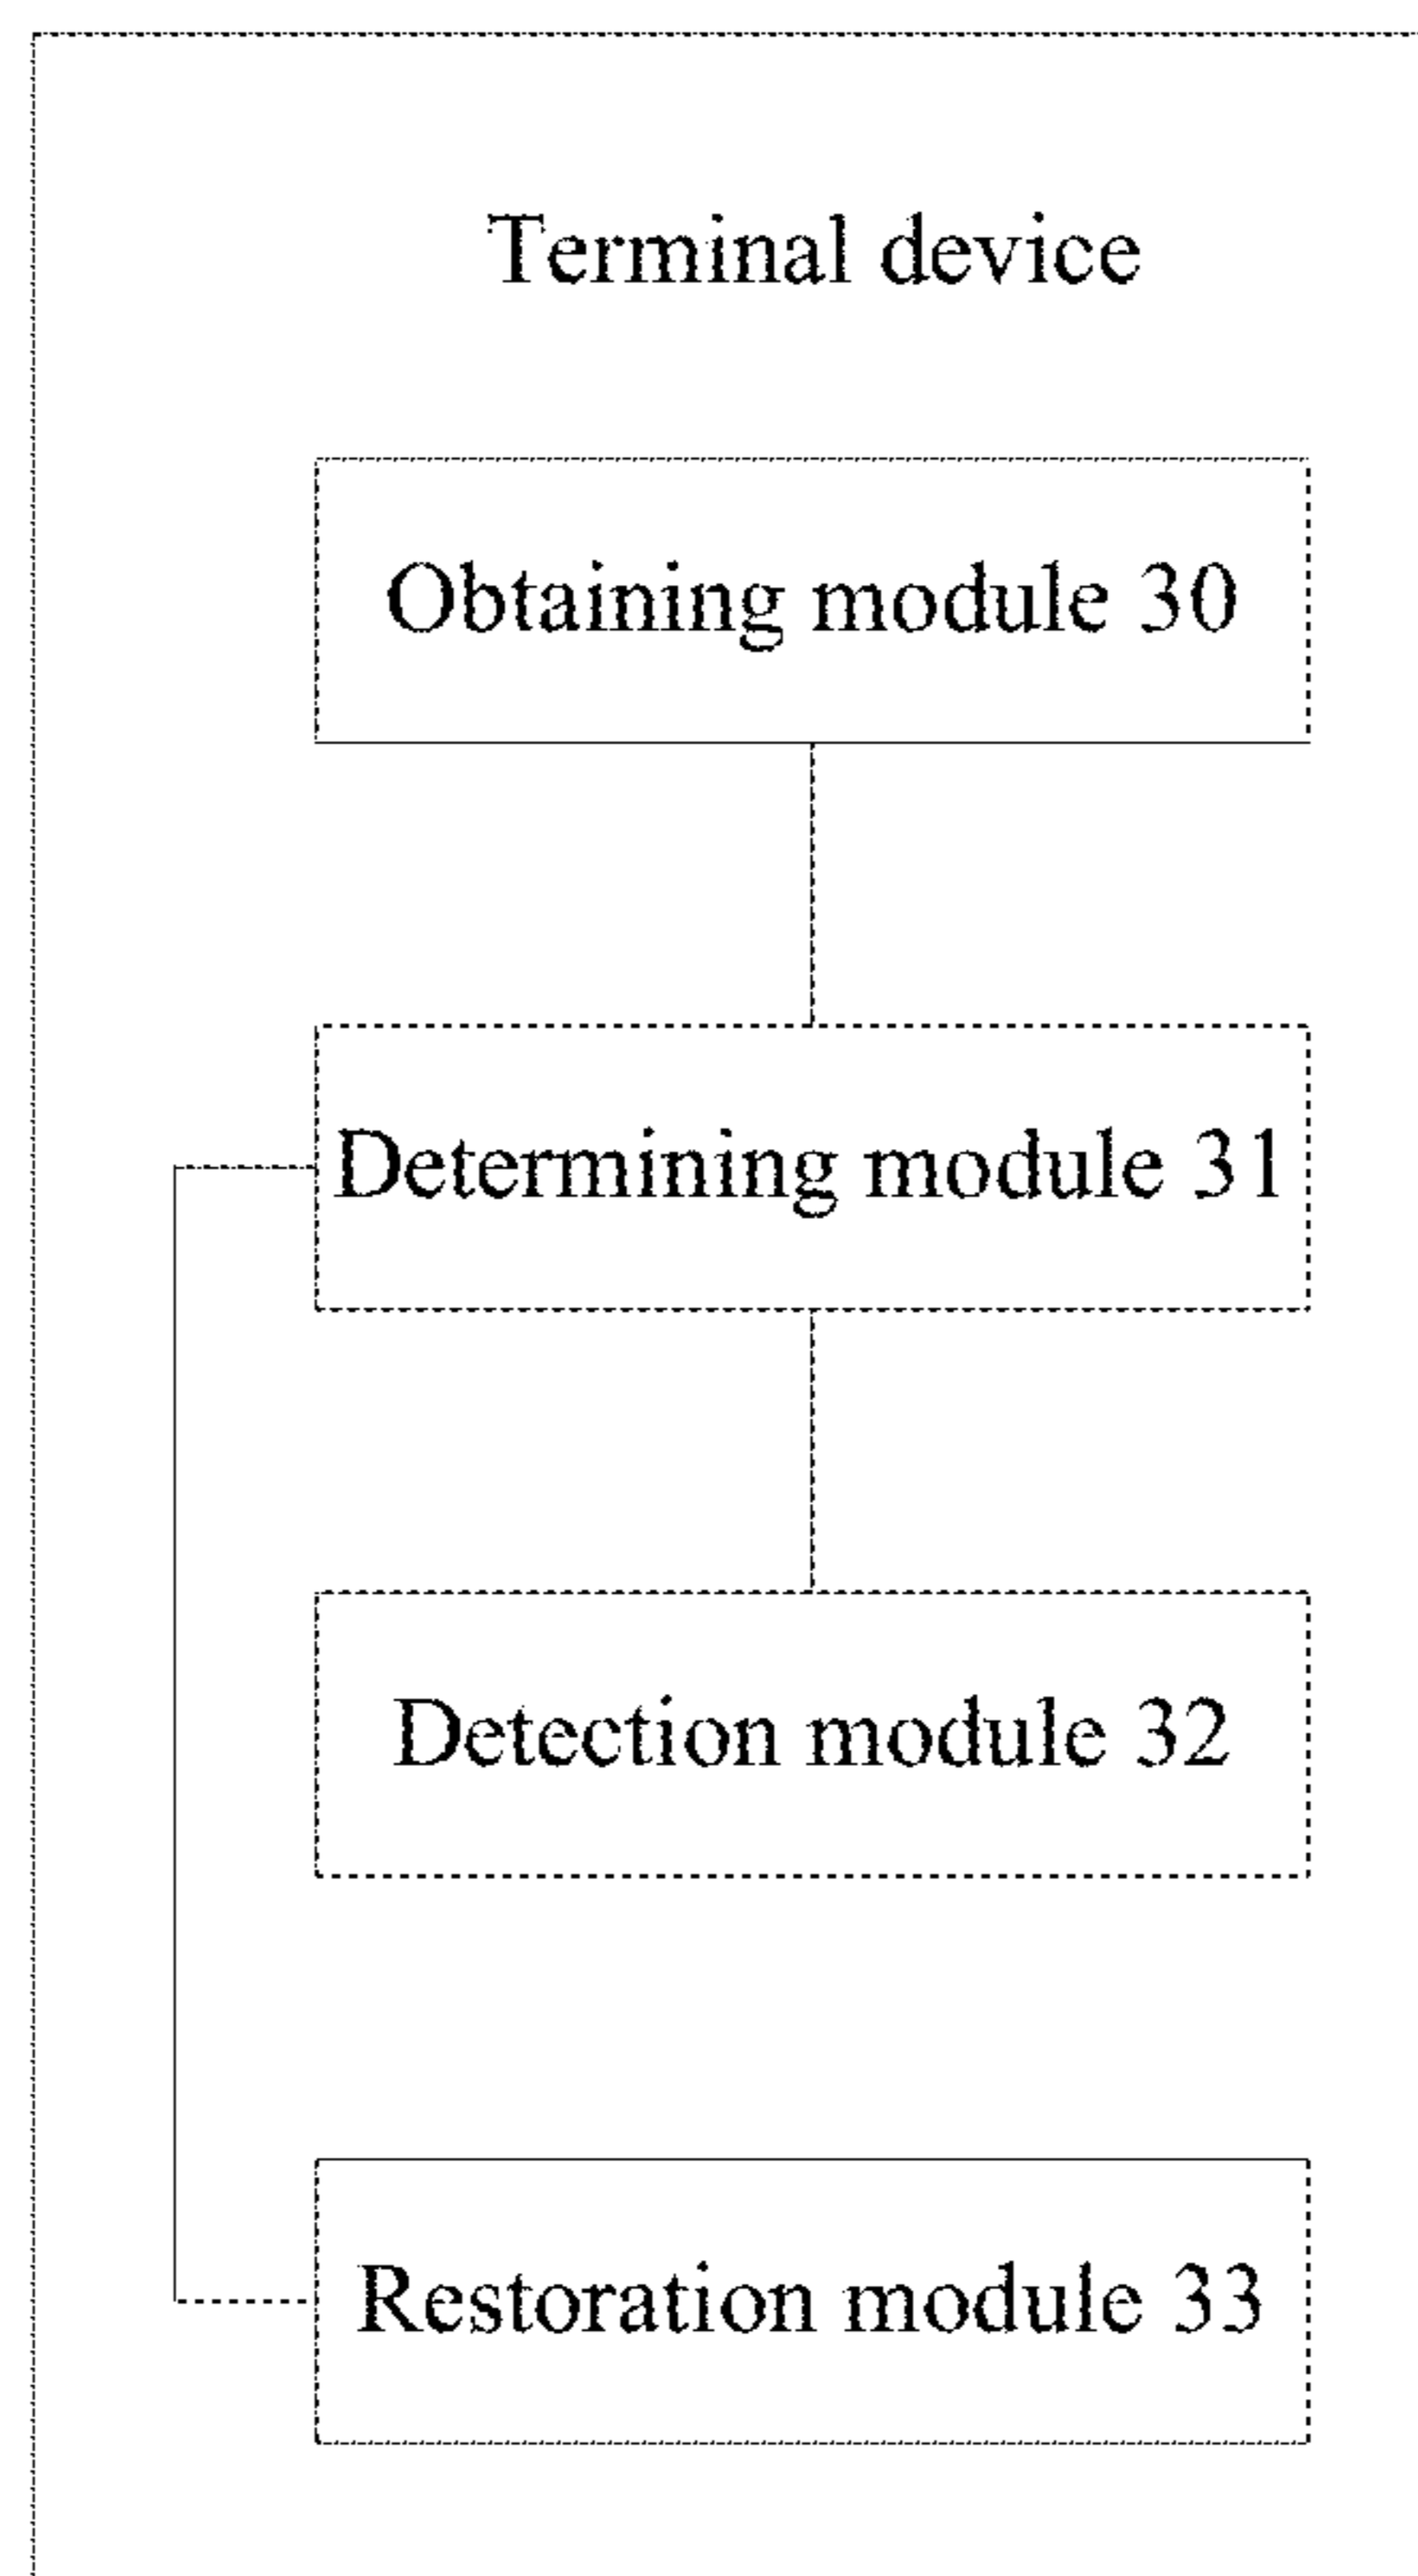 Terminal device
Obtaining module 30
Determining module 31
Detection module 32
Restoration module 33